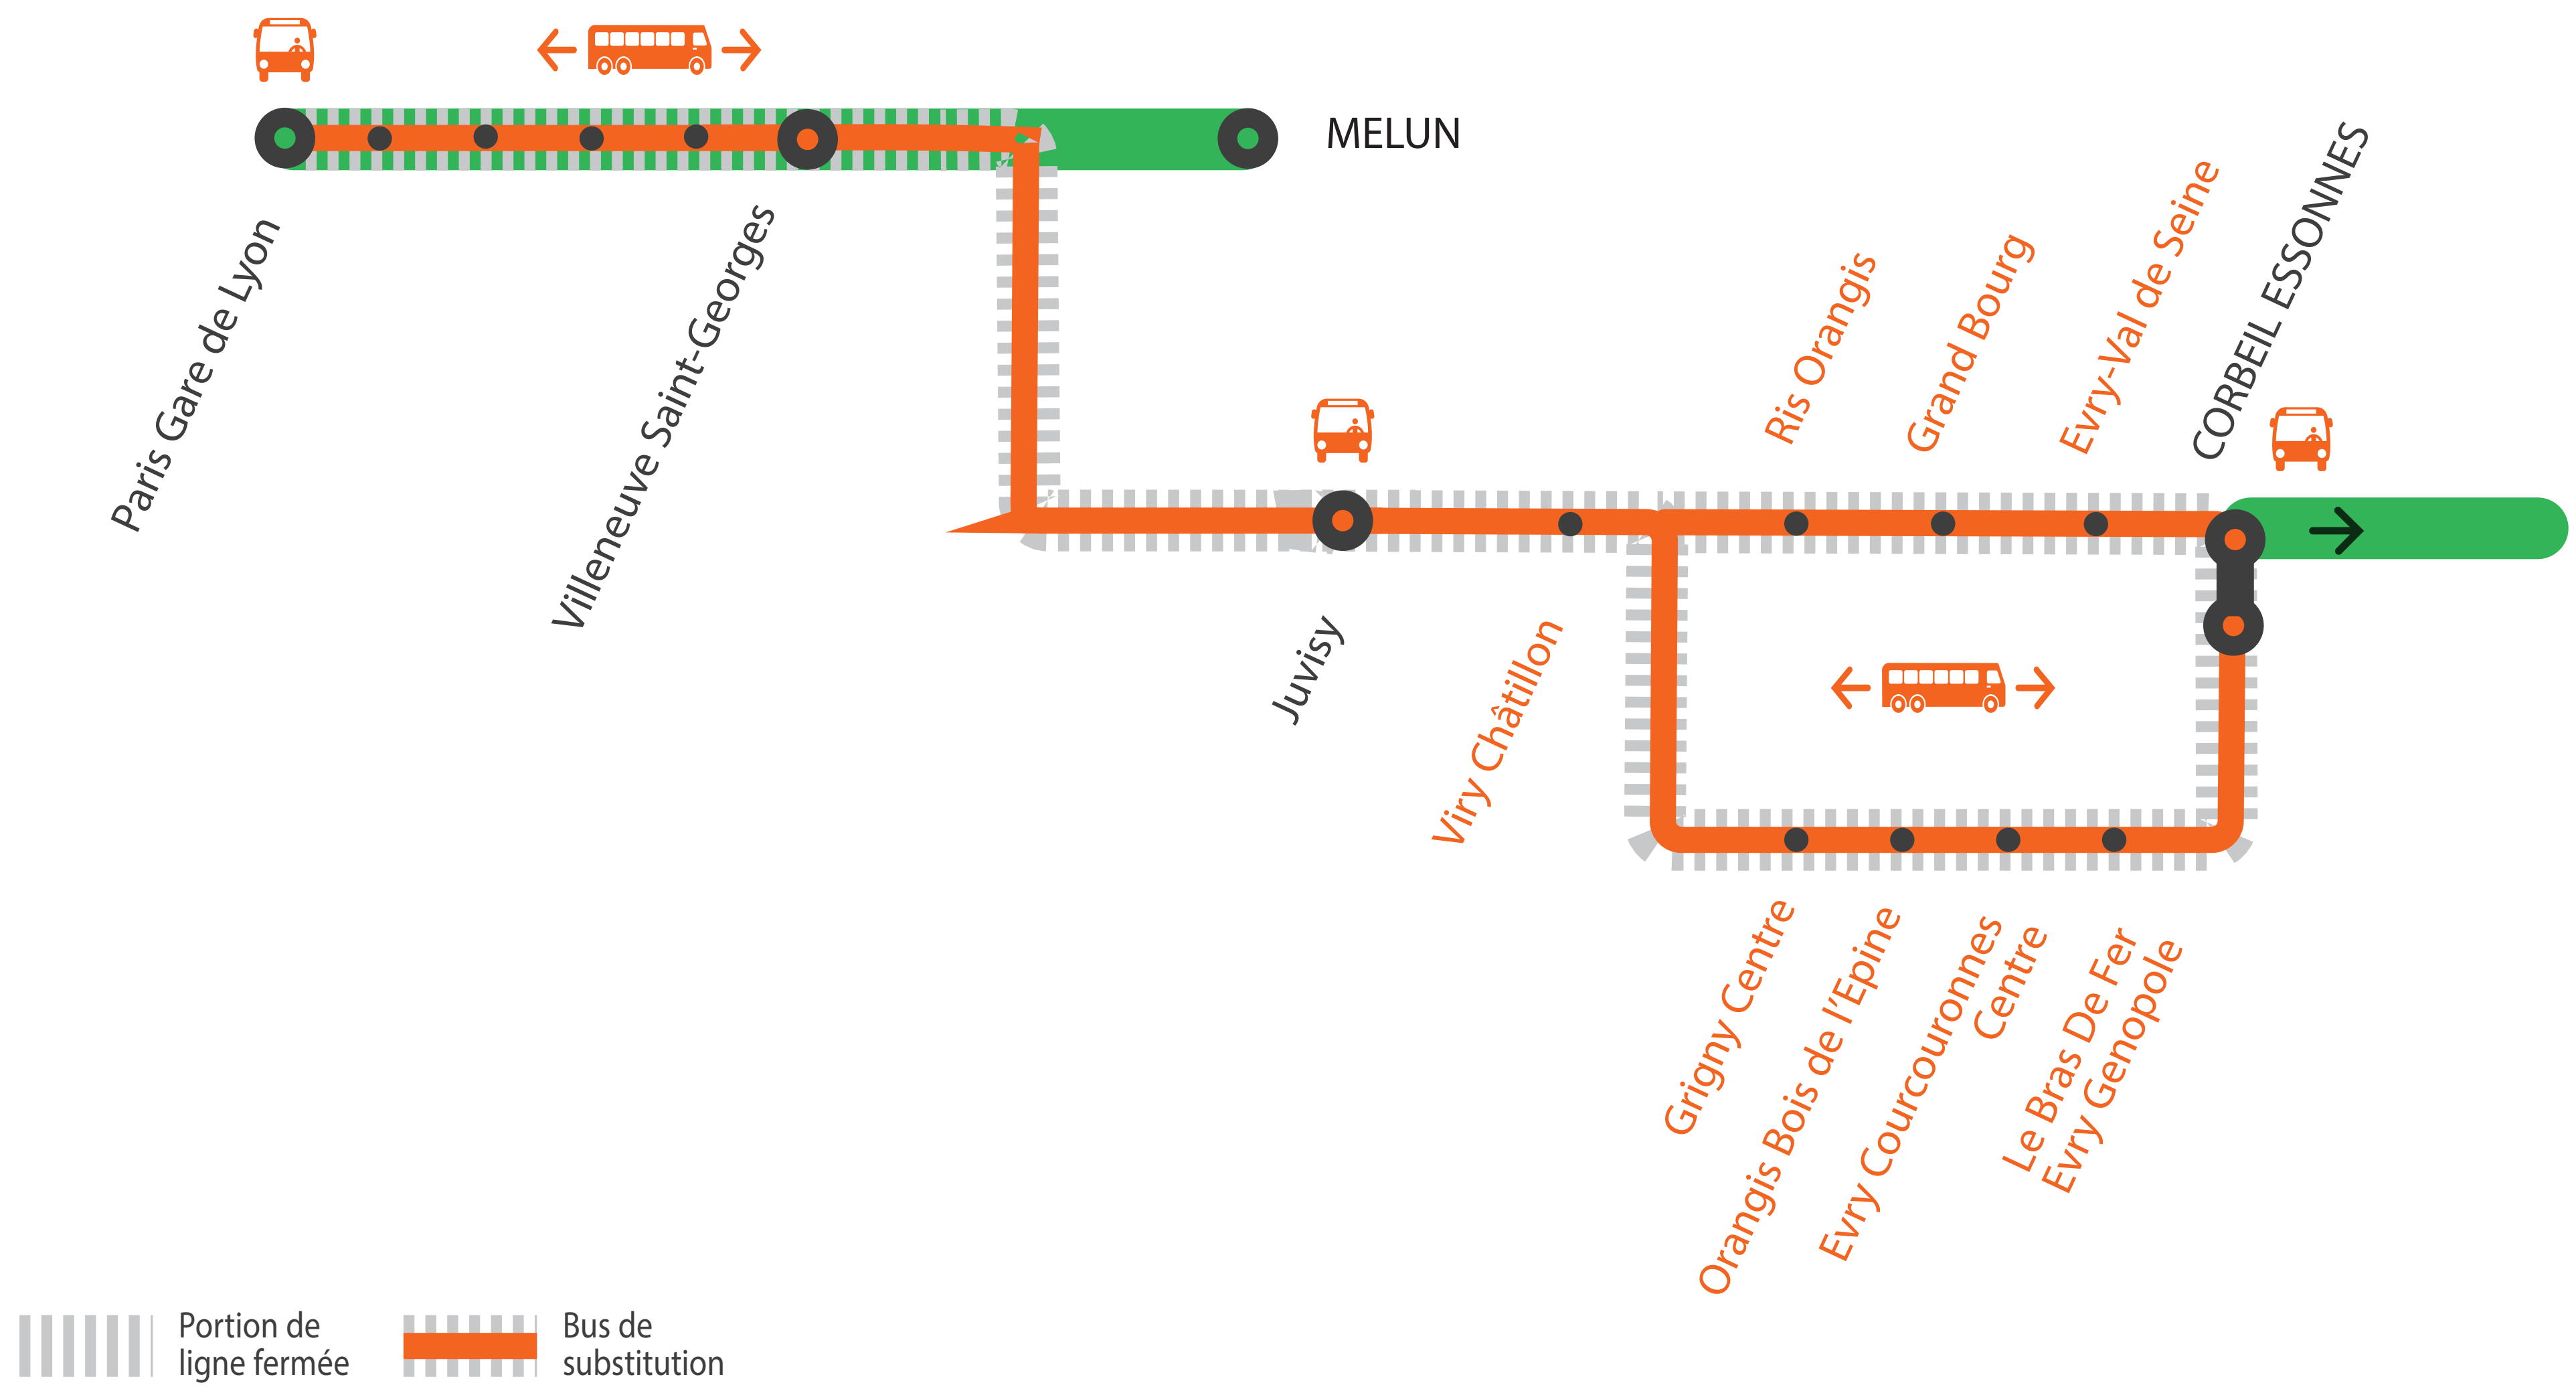 MELUN
Paris Gare de Lyon
Villeneuve Saint-Georges
Juvisy
Viry Châtillon
Ris Orangis
Grand Bourg
Evry-Val de Seine
CORBEIL ESSONNES
Grigny Centre
Orangis Bois de l'Epine
Evry Courcouronnes
Centre
Le Bras De Fer
Evry Genopole
Portion de
ligne fermée
Bus de
substitution